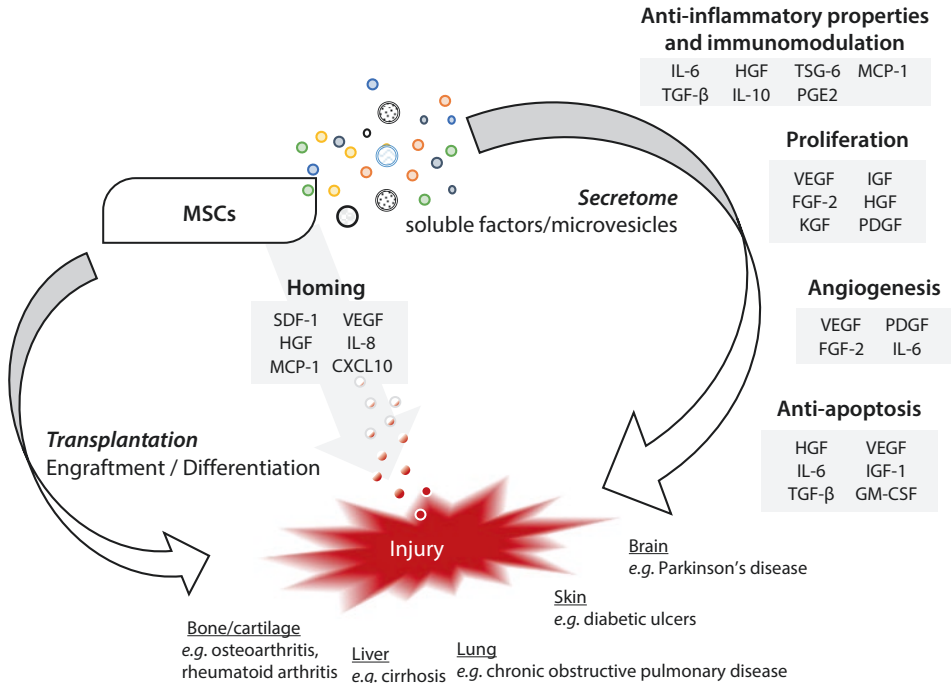 Anti-inflammatory properties
and immunomodulation
IL-6 HGF TSG-6 MCP-1
TGF-β IL-10 PGE2
Proliferation
VEGF IGF
FGF-2 HGF
KGF PDGF
Angiogenesis
VEGF PDGF
FGF-2 IL-6
Anti-apoptosis
HGF VEGF
IL-6 IGF-1
TGF-β GM-CSF
MSCs
Secretome
soluble factors/microvesicles
Homing
SDF-1 VEGF
HGF IL-8
MCP-1 CXCL10
Transplantation
Engraftment / Differentiation
Injury
Brain
e.g. Parkinson’s disease
Skin
e.g. diabetic ulcers
Bone/cartilage
e.g. osteoarthritis,
rheumatoid arthritis
Liver
e.g. cirrhosis
Lung
e.g. chronic obstructive pulmonary disease